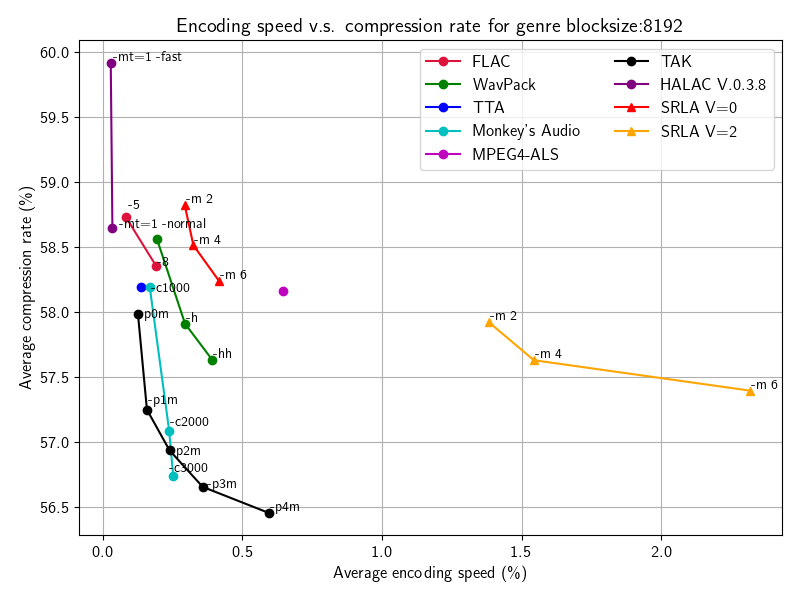 Encoding speed v.s. compression rate for genre blocksize:8192
Average compression rate (%)
60.0
59.5
59.0
58.5
58.0
57.5
57.0
56.5
FLAC
WavPack
TTA
Monkey's Audio
MPEG4-ALS
TAK
HALAC V.0.3.8
SRLA V=0
SRLA V=2
-mt=1 -fast
-5
-m 2
-mt=1 -normal
-m 4
-8
-m 6
-c1000
-p0m
-h
-hh
-m 2
-m 4
-m 6
-p1m
-c2000
-p2m
-c3000
-p3m
-p4m
0.0
0.5
1.0
1.5
2.0
Average encoding speed (%)